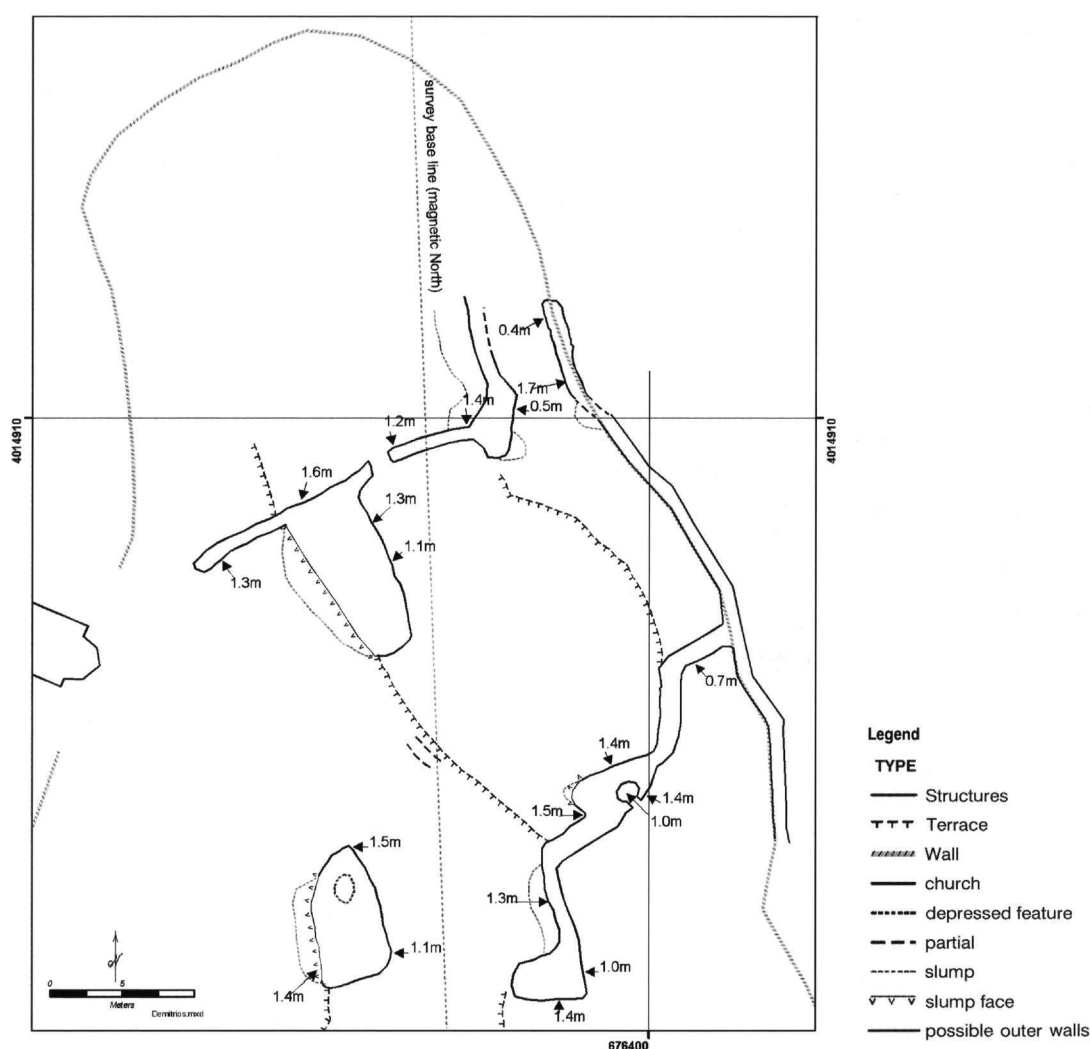 survey base line (magnetic North)
0.4m
1.7m
1.4m
0.5m
1.2m
4014910
4014910
1.6m
1.3m
1.1m
1.3m
0.7m
1.4m
1.4m
1.5m
1.0m
1.5m
1.3m
1.1m
1.0m
1.4m
1.4m
0 5
Meters
Demitrios.mxd
676400
Legend
TYPE
Structures
Terrace
Wall
church
depressed feature
partial
slump
slump face
possible outer walls